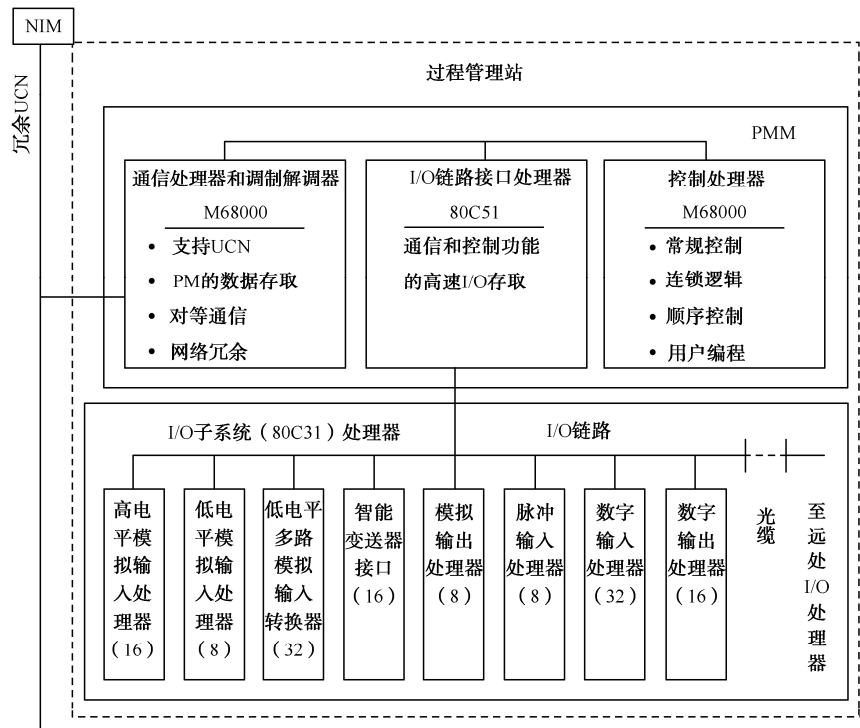 NIM
冗余UCN
过程管理站
PMM
通信处理器和调制解调器
M68000
• 支持UCN
• PM的数据存取
• 对等通信
• 网络冗余
I/O链路接口处理器
80C51
通信和控制功能
的高速I/O存取
控制处理器
M68000
• 常规控制
• 连锁逻辑
• 顺序控制
• 用户编程
I/O子系统(80C31)处理器
I/O链路
高电
平模
拟输
入处
理器
(16)
低电
平模
拟输
入处
理器
(8)
低电平
多路
模拟
输入
转换器
(32)
智能
变送器
接口
(16)
模拟
输出
处理器
(8)
脉冲
输入
处理器
(8)
数字
输入
处理器
(32)
数字
输出
处理器
(16)
光
缆
至
远
处
I/O
处
理
器